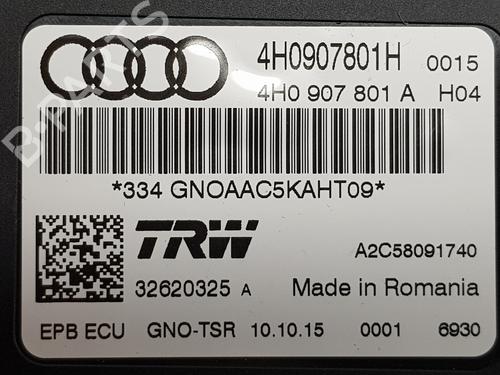 4H0907801H 0015
4H0 907 801 A H04
*334 GNOAAC5KAHT09*
TRW A2C58091740
32620325 A Made in Romania
EPB ECU GNO-TSR 10.10.15 0001 6930
B-PARTS